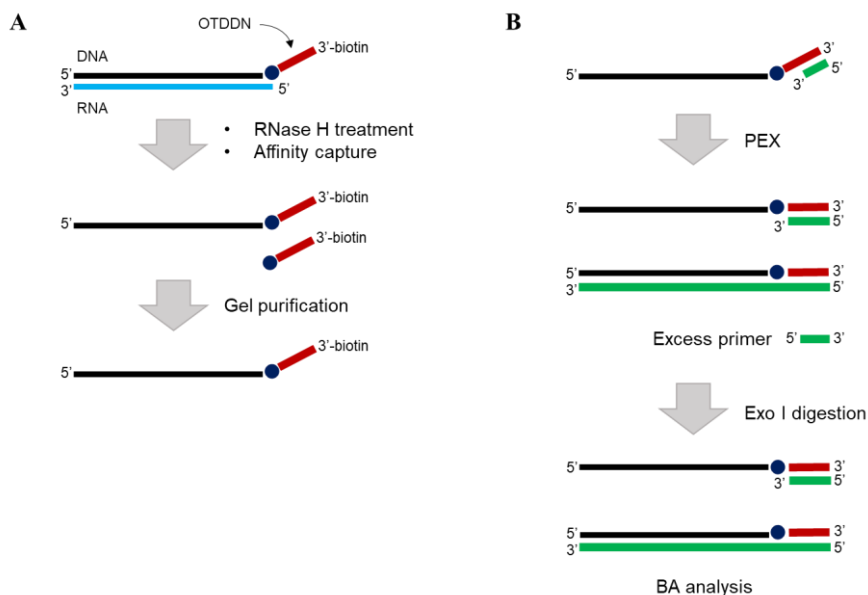 A
OTDDN
3'-biotin
DNA
5'
3'
5'
RNA
• RNase H treatment
• Affinity capture
3'-biotin
5'
3'-biotin
Gel purification
3'-biotin
5'
B
3'
5'
5'
3'
PEX
5'
3'
3'
5'
5'
3'
3'
5'
Excess primer 5' 3'
Exo I digestion
5'
3'
3'
5'
5'
3'
3'
5'
BA analysis